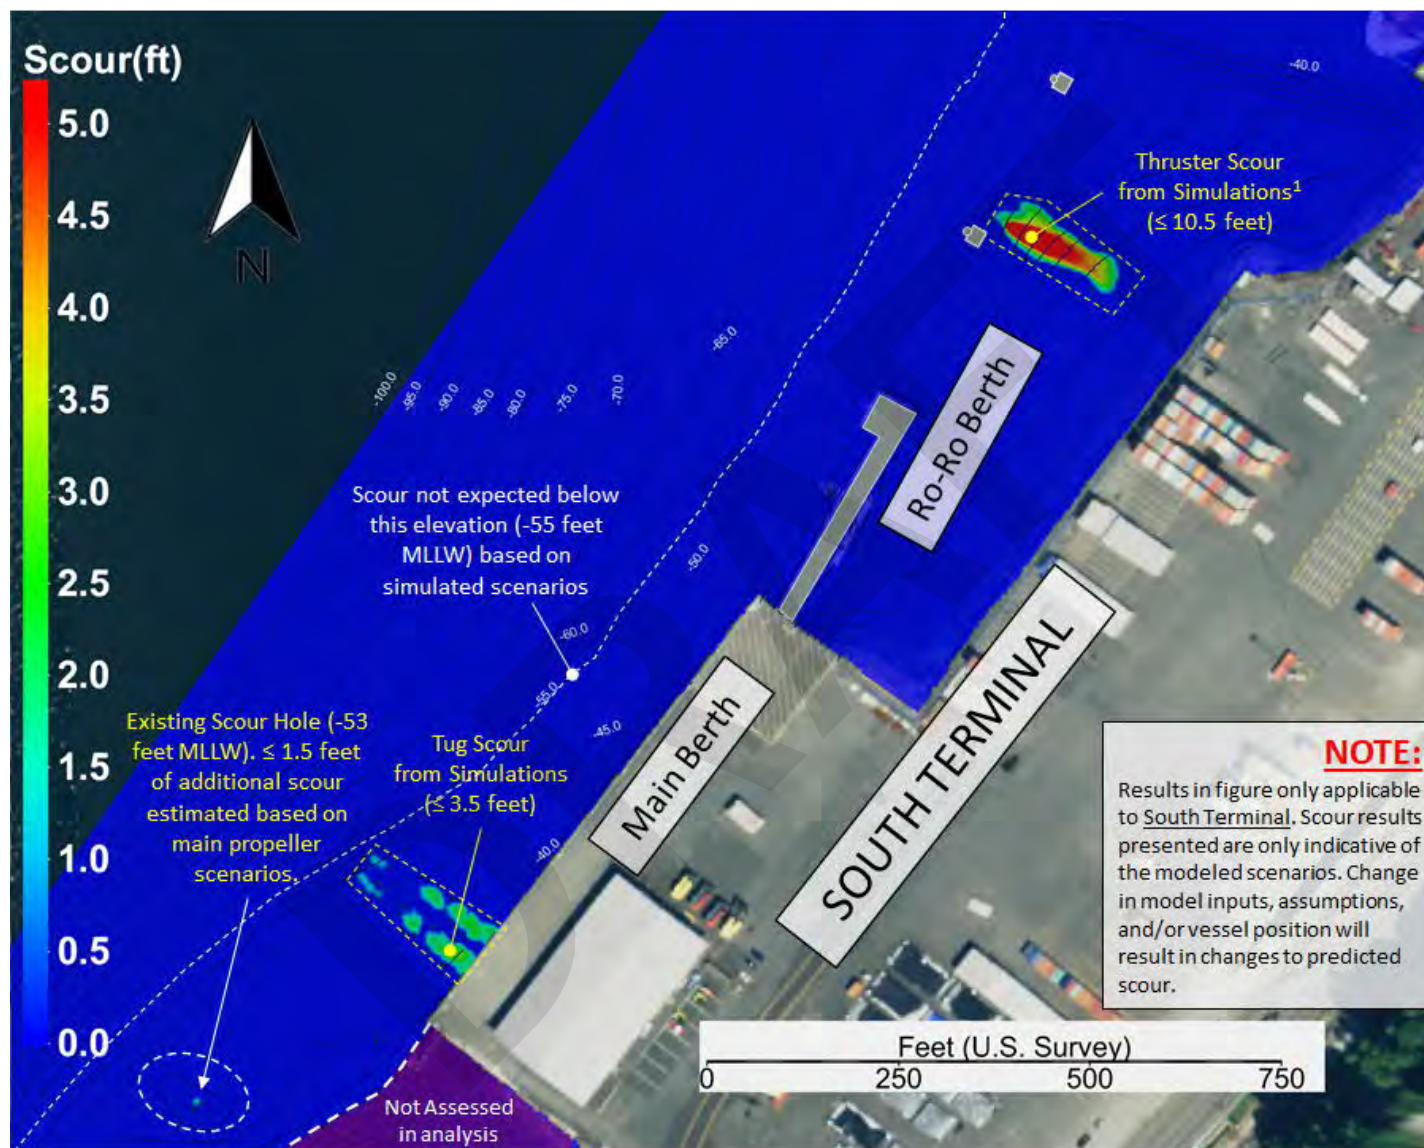 Scour(ft)
5.0
4.5
4.0
3.5
3.0
2.5
2.0
1.5
1.0
0.5
0.0
N
-40.0
Thruster Scour
from Simulations¹
(≤ 10.5 feet)
-65.0
-100.0
-95.0
-90.0
-85.0
-80.0
-75.0
-70.0
Ro-Ro Berth
Scour not expected below
this elevation (-55 feet
MLLW) based on
simulated scenarios
-50.0
-60.0
-55.0
-45.0
-40.0
Main Berth
SOUTH TERMINAL
Existing Scour Hole (-53
feet MLLW). ≤ 1.5 feet
of additional scour
estimated based on
main propeller
scenarios.
Tug Scour
from Simulations
(≤ 3.5 feet)
NOTE:
Results in figure only applicable
to South Terminal. Scour results
presented are only indicative of
the modeled scenarios. Change
in model inputs, assumptions,
and/or vessel position will
result in changes to predicted
scour.
Feet (U.S. Survey)
0 250 500 750
Not Assessed
in analysis
DRAFT